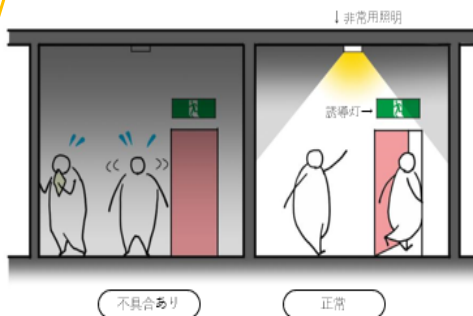 ↓非常用照明
誘導灯→
不具合あり
正常